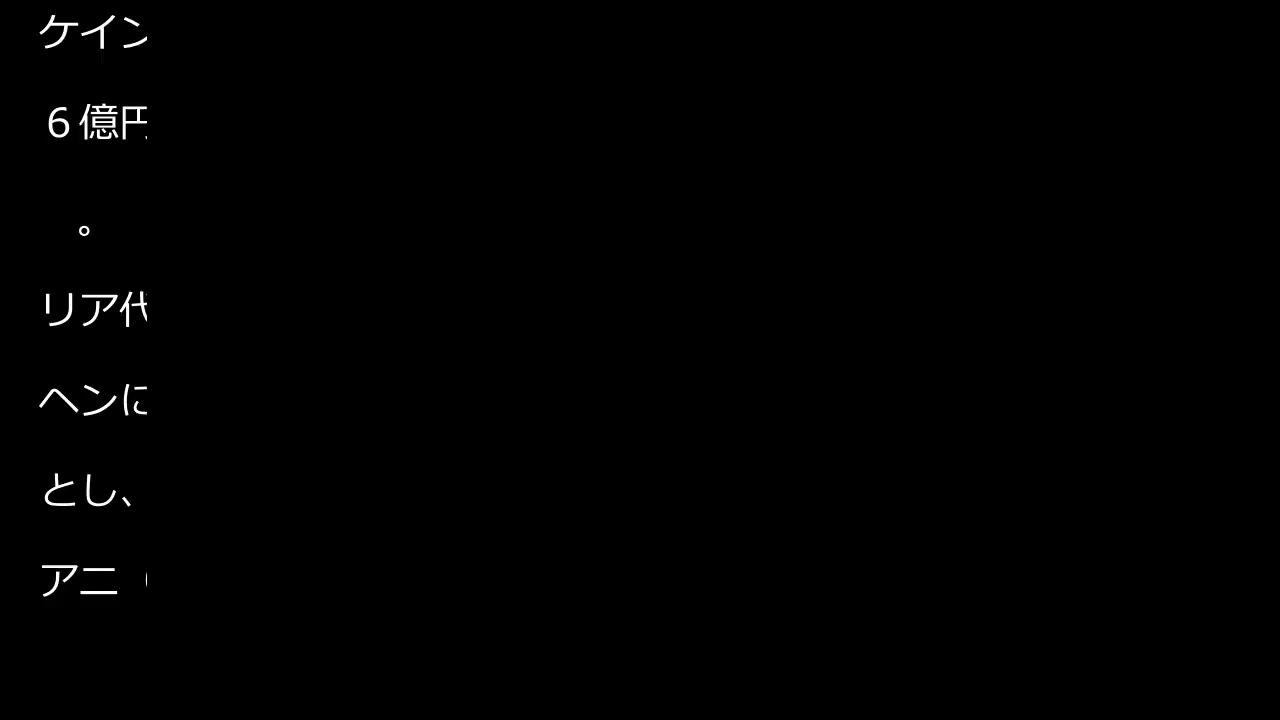 ケイン
６億円
。
リア代
ヘンに
とし、
アニ（